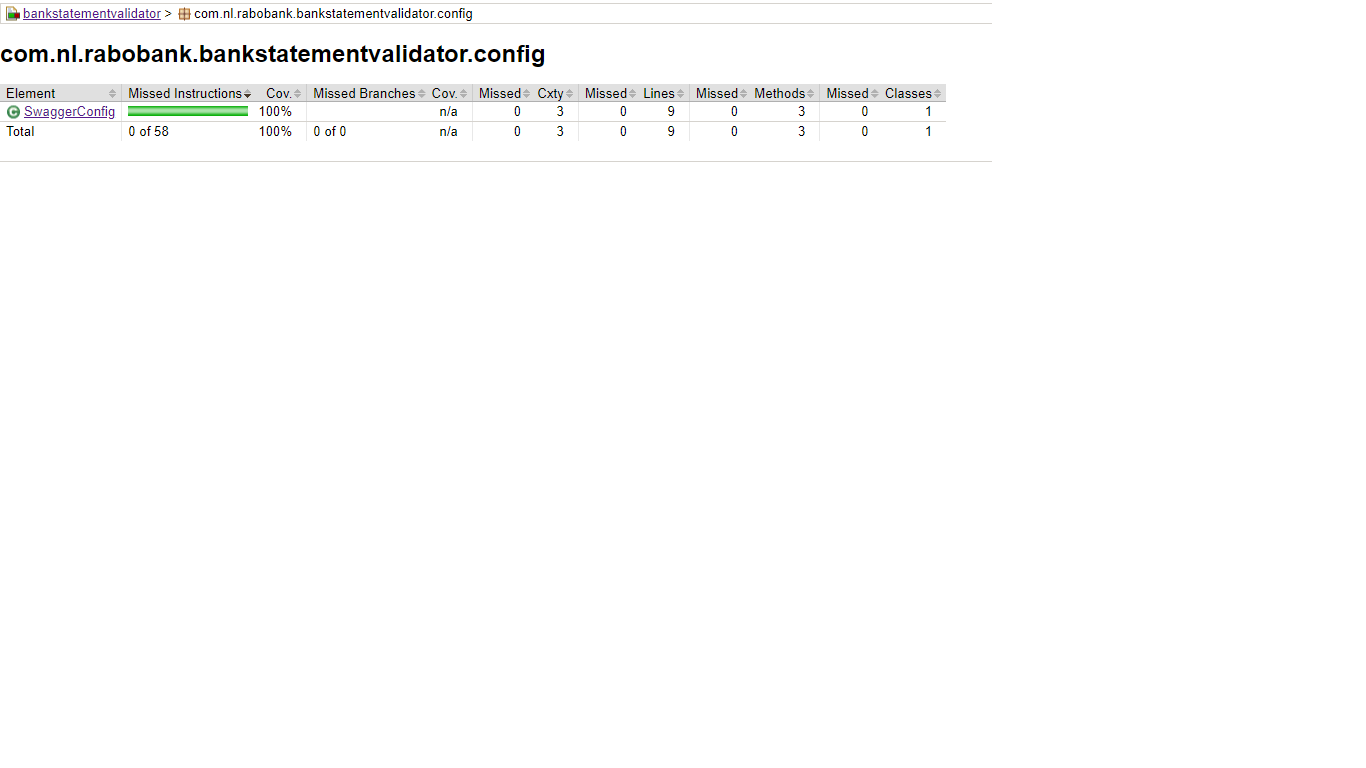 bankstatementvalidator > com.nl.rabobank.bankstatementvalidator.config
com.nl.rabobank.bankstatementvalidator.config
Element Missed Instructions Cov. Missed Branches Cov. Missed Cxty Missed Lines Missed Methods Missed Classes
SwaggerConfig 100% n/a 0 3 0 9 0 3 0 1
Total 0 of 58 100% 0 of 0 n/a 0 3 0 9 0 3 0 1